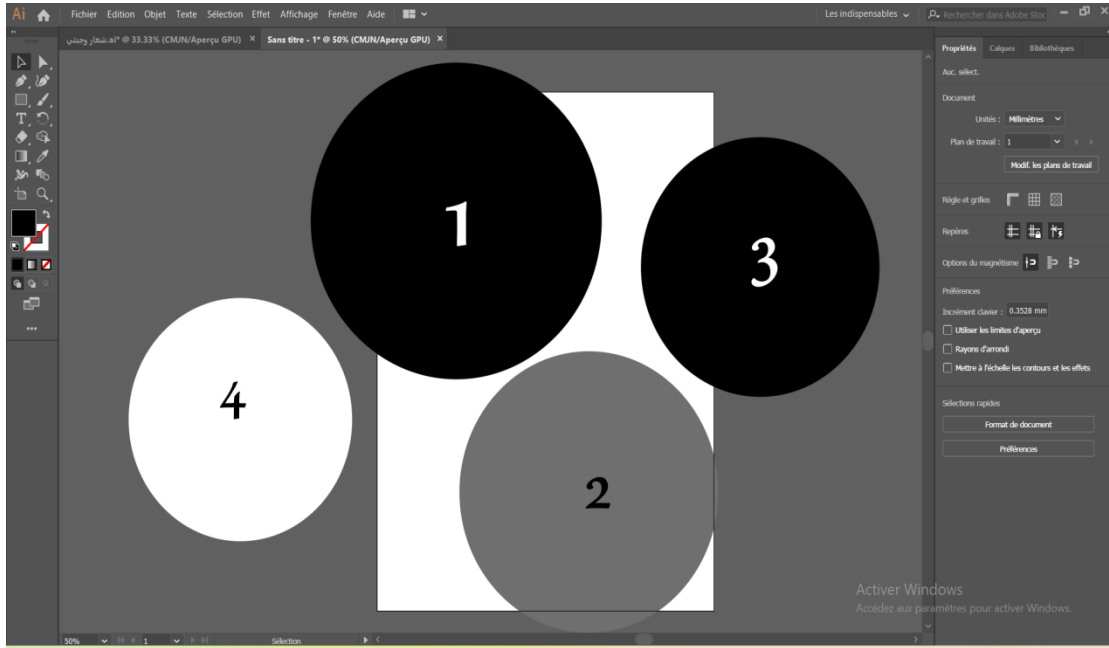 Ai Fichier Edition Objet Texte Sélection Effet Affichage Fenêtre Aide Les indispensables Rechercher dans Adobe Stoc
شعار وجبتي.ai* @ 33.33% (CMJN/Aperçu GPU) × Sans titre - 1* @ 50% (CMJN/Aperçu GPU) ×
Propriétés Calques Bibliothèques
Auc. sélect.
Document
Unités : Millimètres
Plan de travail : 1
Modif. les plans de travail
Règle et grilles
Repères
Options du magnétisme
Préférences
Incrément clavier : 0.3528 mm
Utiliser les limites d'aperçu
Rayons d'arrondi
Mettre à l'échelle les contours et les effets
Sélections rapides
Format de document
Préférences
1
3
4
2
T
Activer Windows
Accédez aux paramètres pour activer Windows.
50% 1 Sélection